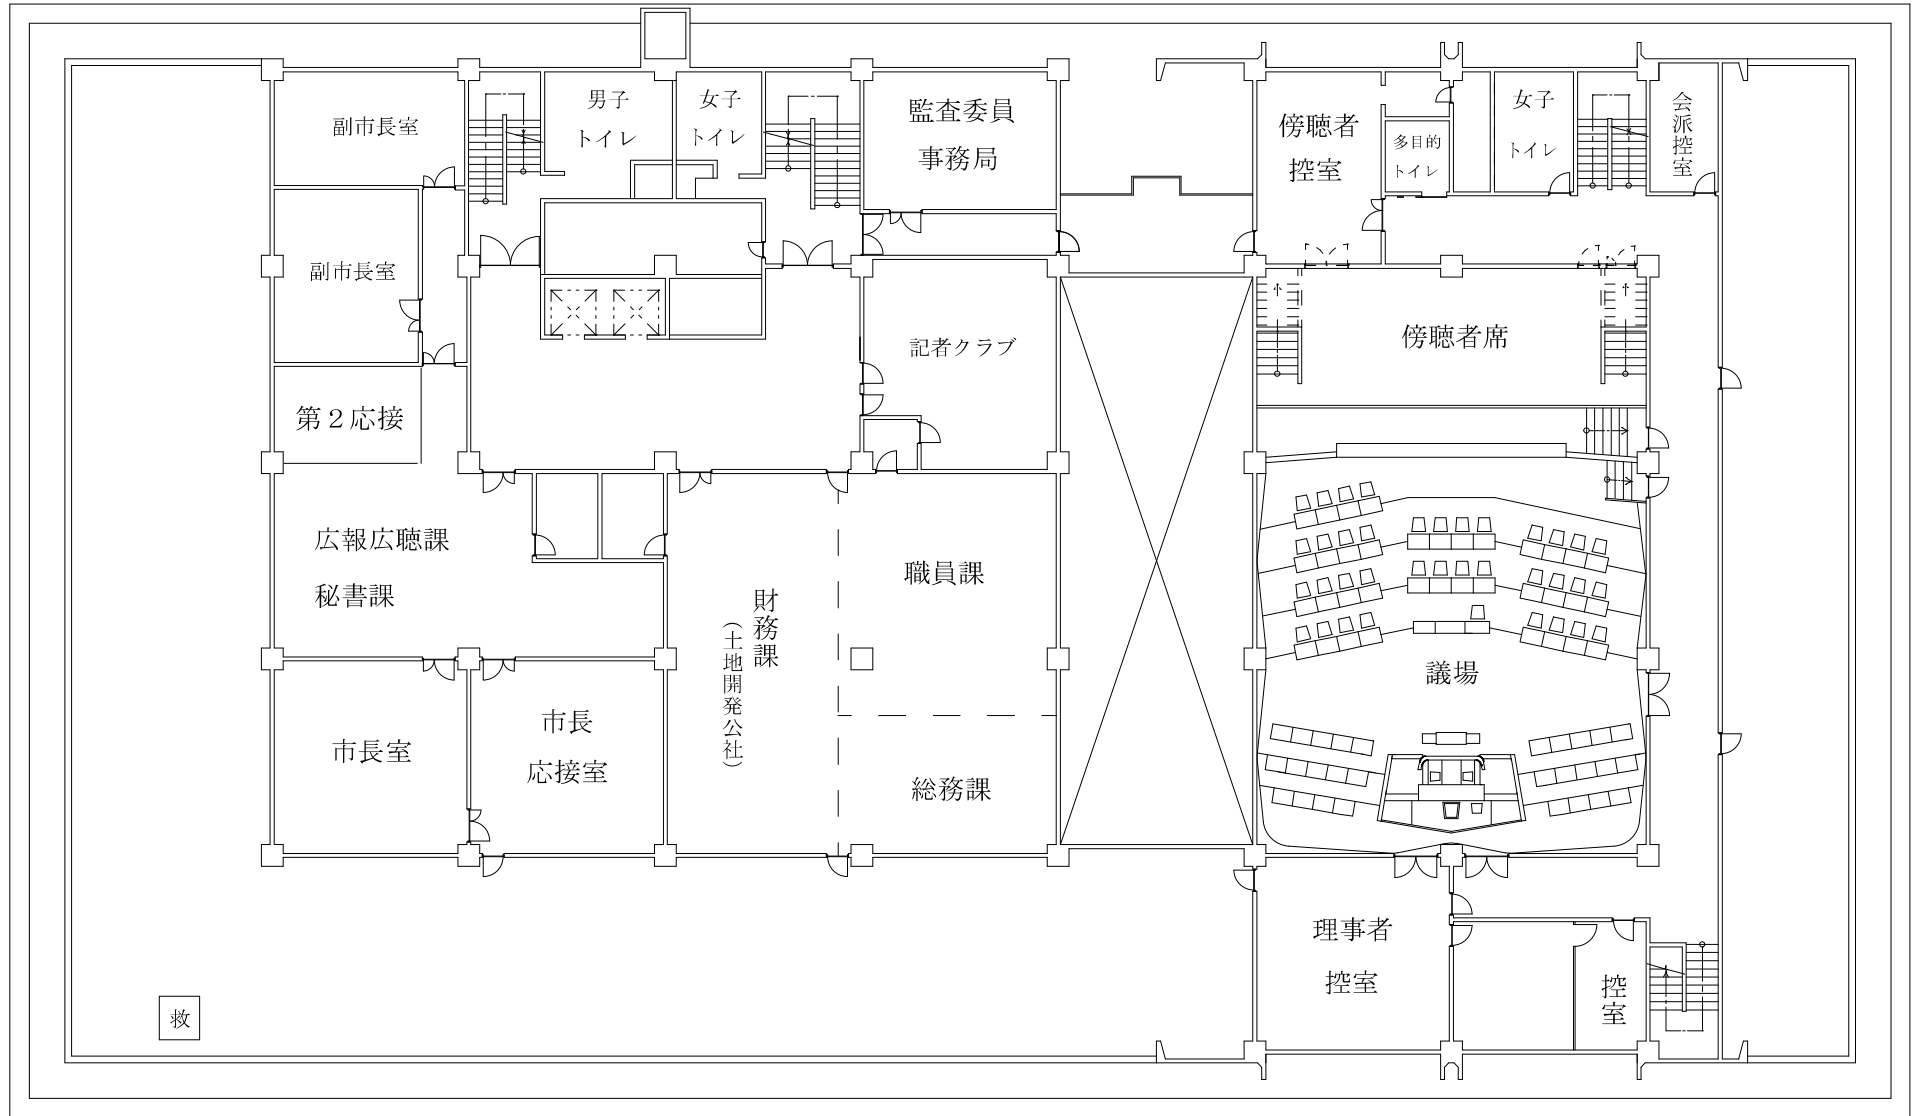 副市長室
男子
トイレ
女子
トイレ
監査委員
事務局
傍聴者
控室
多目的
トイレ
女子
トイレ
会派控室
副市長室
記者クラブ
傍聴者席
第２応接
広報広聴課
秘書課
財務課
（土地開発公社）
職員課
議場
市長室
市長
応接室
総務課
理事者
控室
控室
救